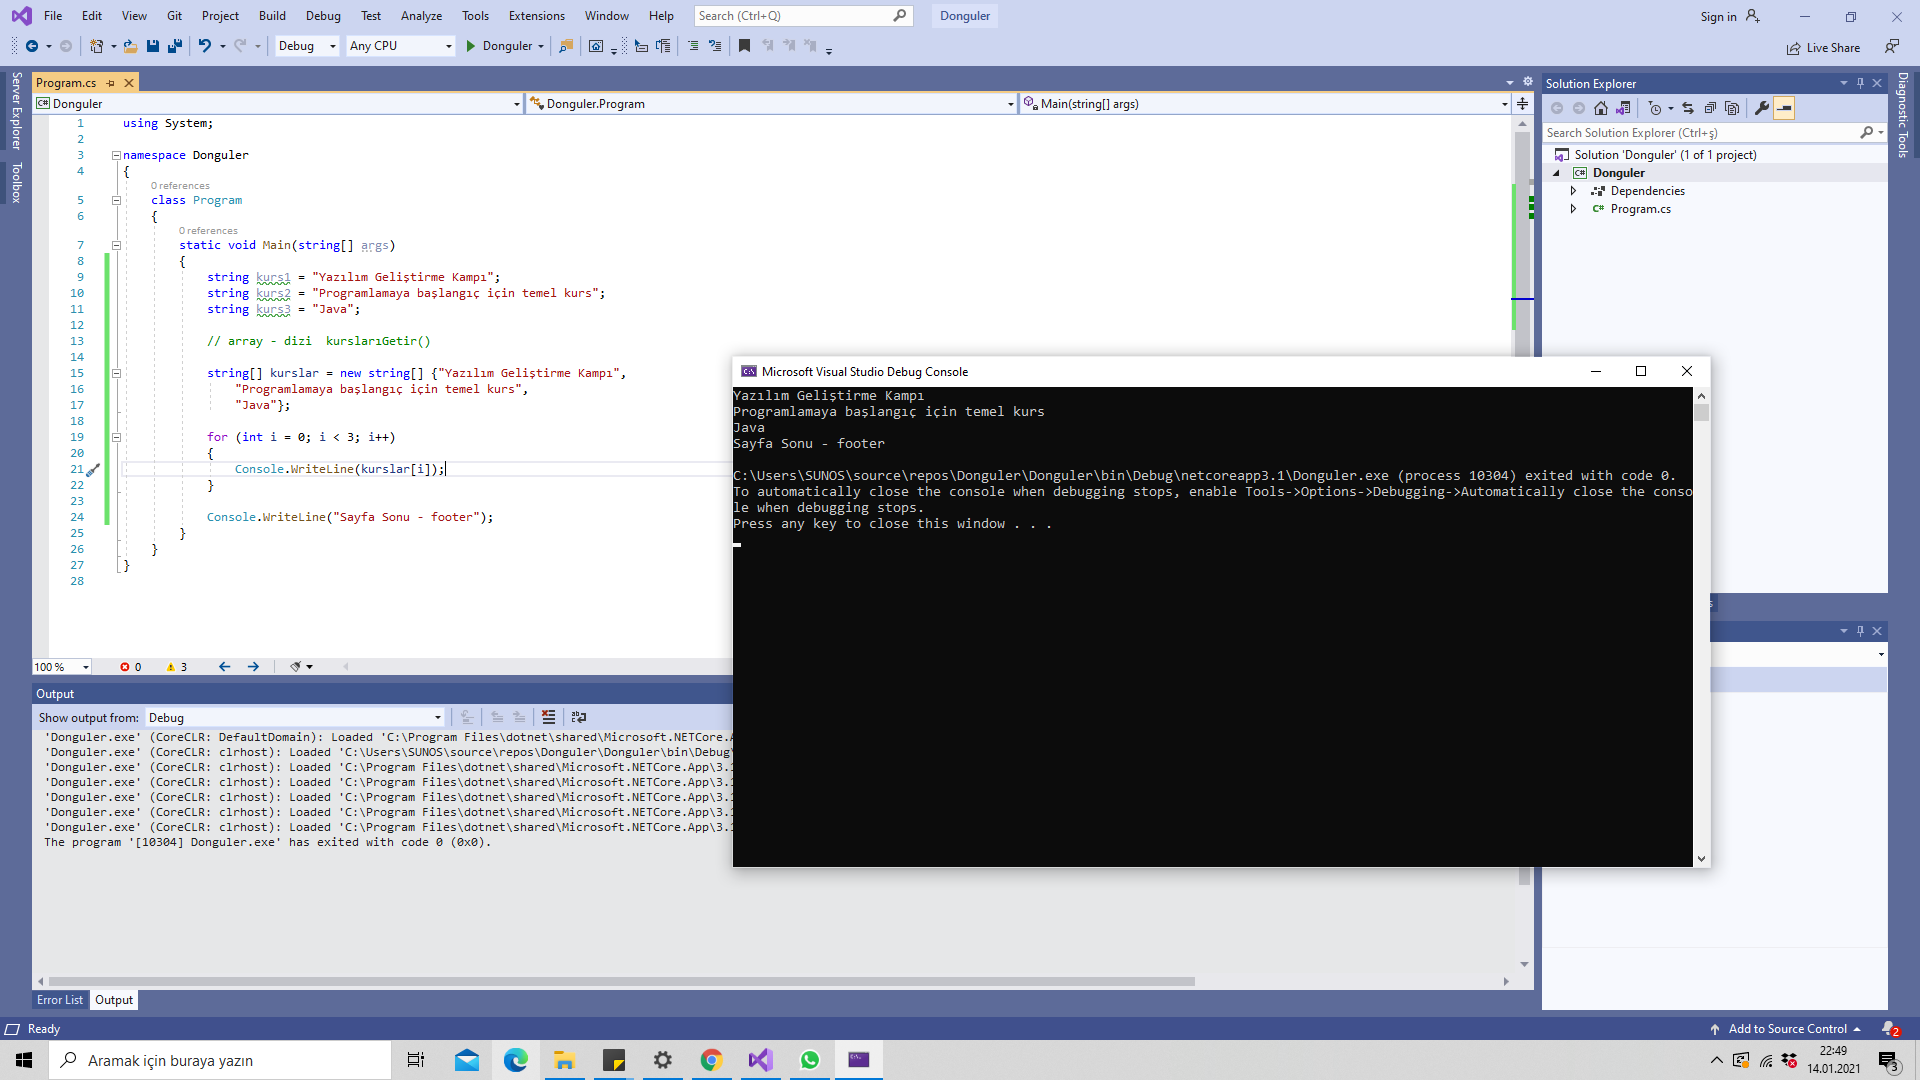 File Edit View Git Project Build Debug Test Analyze Tools Extensions Window Help Search (Ctrl+Q) Donguler Sign in
Debug Any CPU Donguler Live Share
Server Explorer
Toolbox
Program.cs
Donguler Donguler.Program Main(string[] args)
1 using System;
2
3 namespace Donguler
4 {
0 references
5 class Program
6 {
0 references
7 static void Main(string[] args)
8 {
9 string kurs1 = "Yazılım Geliştirme Kampı";
10 string kurs2 = "Programlamaya başlangıç için temel kurs";
11 string kurs3 = "Java";
12
13 // array - dizi  kurslarıGetir()
14
15 string[] kurslar = new string[] {"Yazılım Geliştirme Kampı",
16 "Programlamaya başlangıç için temel kurs",
17 "Java"};
18
19 for (int i = 0; i < 3; i++)
20 {
21 Console.WriteLine(kurslar[i]);
22 }
23
24 Console.WriteLine("Sayfa Sonu - footer");
25 }
26 }
27 }
28
100 % 0 3
Microsoft Visual Studio Debug Console
Yazılım Geliştirme Kampı
Programlamaya başlangıç için temel kurs
Java
Sayfa Sonu - footer
C:\Users\SUNOS\source\repos\Donguler\Donguler\bin\Debug\netcoreapp3.1\Donguler.exe (process 10304) exited with code 0.
To automatically close the console when debugging stops, enable Tools->Options->Debugging->Automatically close the conso
le when debugging stops.
Press any key to close this window . . .
Solution Explorer
Search Solution Explorer (Ctrl+ş)
Solution 'Donguler' (1 of 1 project)
Donguler
Dependencies
Program.cs
Diagnostic Tools
Output
Show output from: Debug
'Donguler.exe' (CoreCLR: DefaultDomain): Loaded 'C:\Program Files\dotnet\shared\Microsoft.NETCore.A
'Donguler.exe' (CoreCLR: clrhost): Loaded 'C:\Users\SUNOS\source\repos\Donguler\Donguler\bin\Debug\
'Donguler.exe' (CoreCLR: clrhost): Loaded 'C:\Program Files\dotnet\shared\Microsoft.NETCore.App\3.1
'Donguler.exe' (CoreCLR: clrhost): Loaded 'C:\Program Files\dotnet\shared\Microsoft.NETCore.App\3.1
'Donguler.exe' (CoreCLR: clrhost): Loaded 'C:\Program Files\dotnet\shared\Microsoft.NETCore.App\3.1
'Donguler.exe' (CoreCLR: clrhost): Loaded 'C:\Program Files\dotnet\shared\Microsoft.NETCore.App\3.1
'Donguler.exe' (CoreCLR: clrhost): Loaded 'C:\Program Files\dotnet\shared\Microsoft.NETCore.App\3.1
The program '[10304] Donguler.exe' has exited with code 0 (0x0).
Error List Output
Ready Add to Source Control 2
Aramak için buraya yazın
22:49
14.01.2021
3